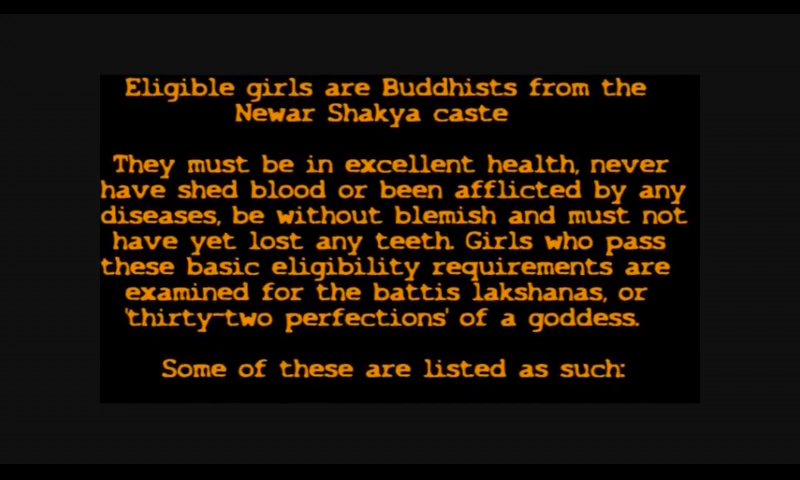 Eligible girls are Buddhists from the
Newar Shakya caste
They must be in excellent health, never
have shed blood or been afflicted by any
diseases, be without blemish and must not
have yet lost any teeth. Girls who pass
these basic eligibility requirements are
examined for the battis lakshanas, or
'thirty-two perfections' of a goddess.
Some of these are listed as such: